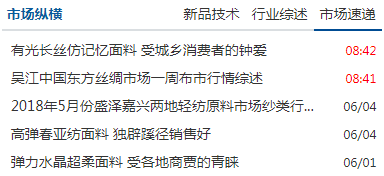 市场纵横 新品技术 行业综述 市场速递
有光长丝仿记忆面料 受城乡消费者的钟爱 08:42
吴江中国东方丝绸市场一周布市行情综述 08:41
2018年5月份盛泽嘉兴两地轻纺原料市场纱类行... 06/04
高弹春亚纺面料 独辟蹊径销售好 06/04
弹力水晶超柔面料 受各地商贾的青睐 06/01